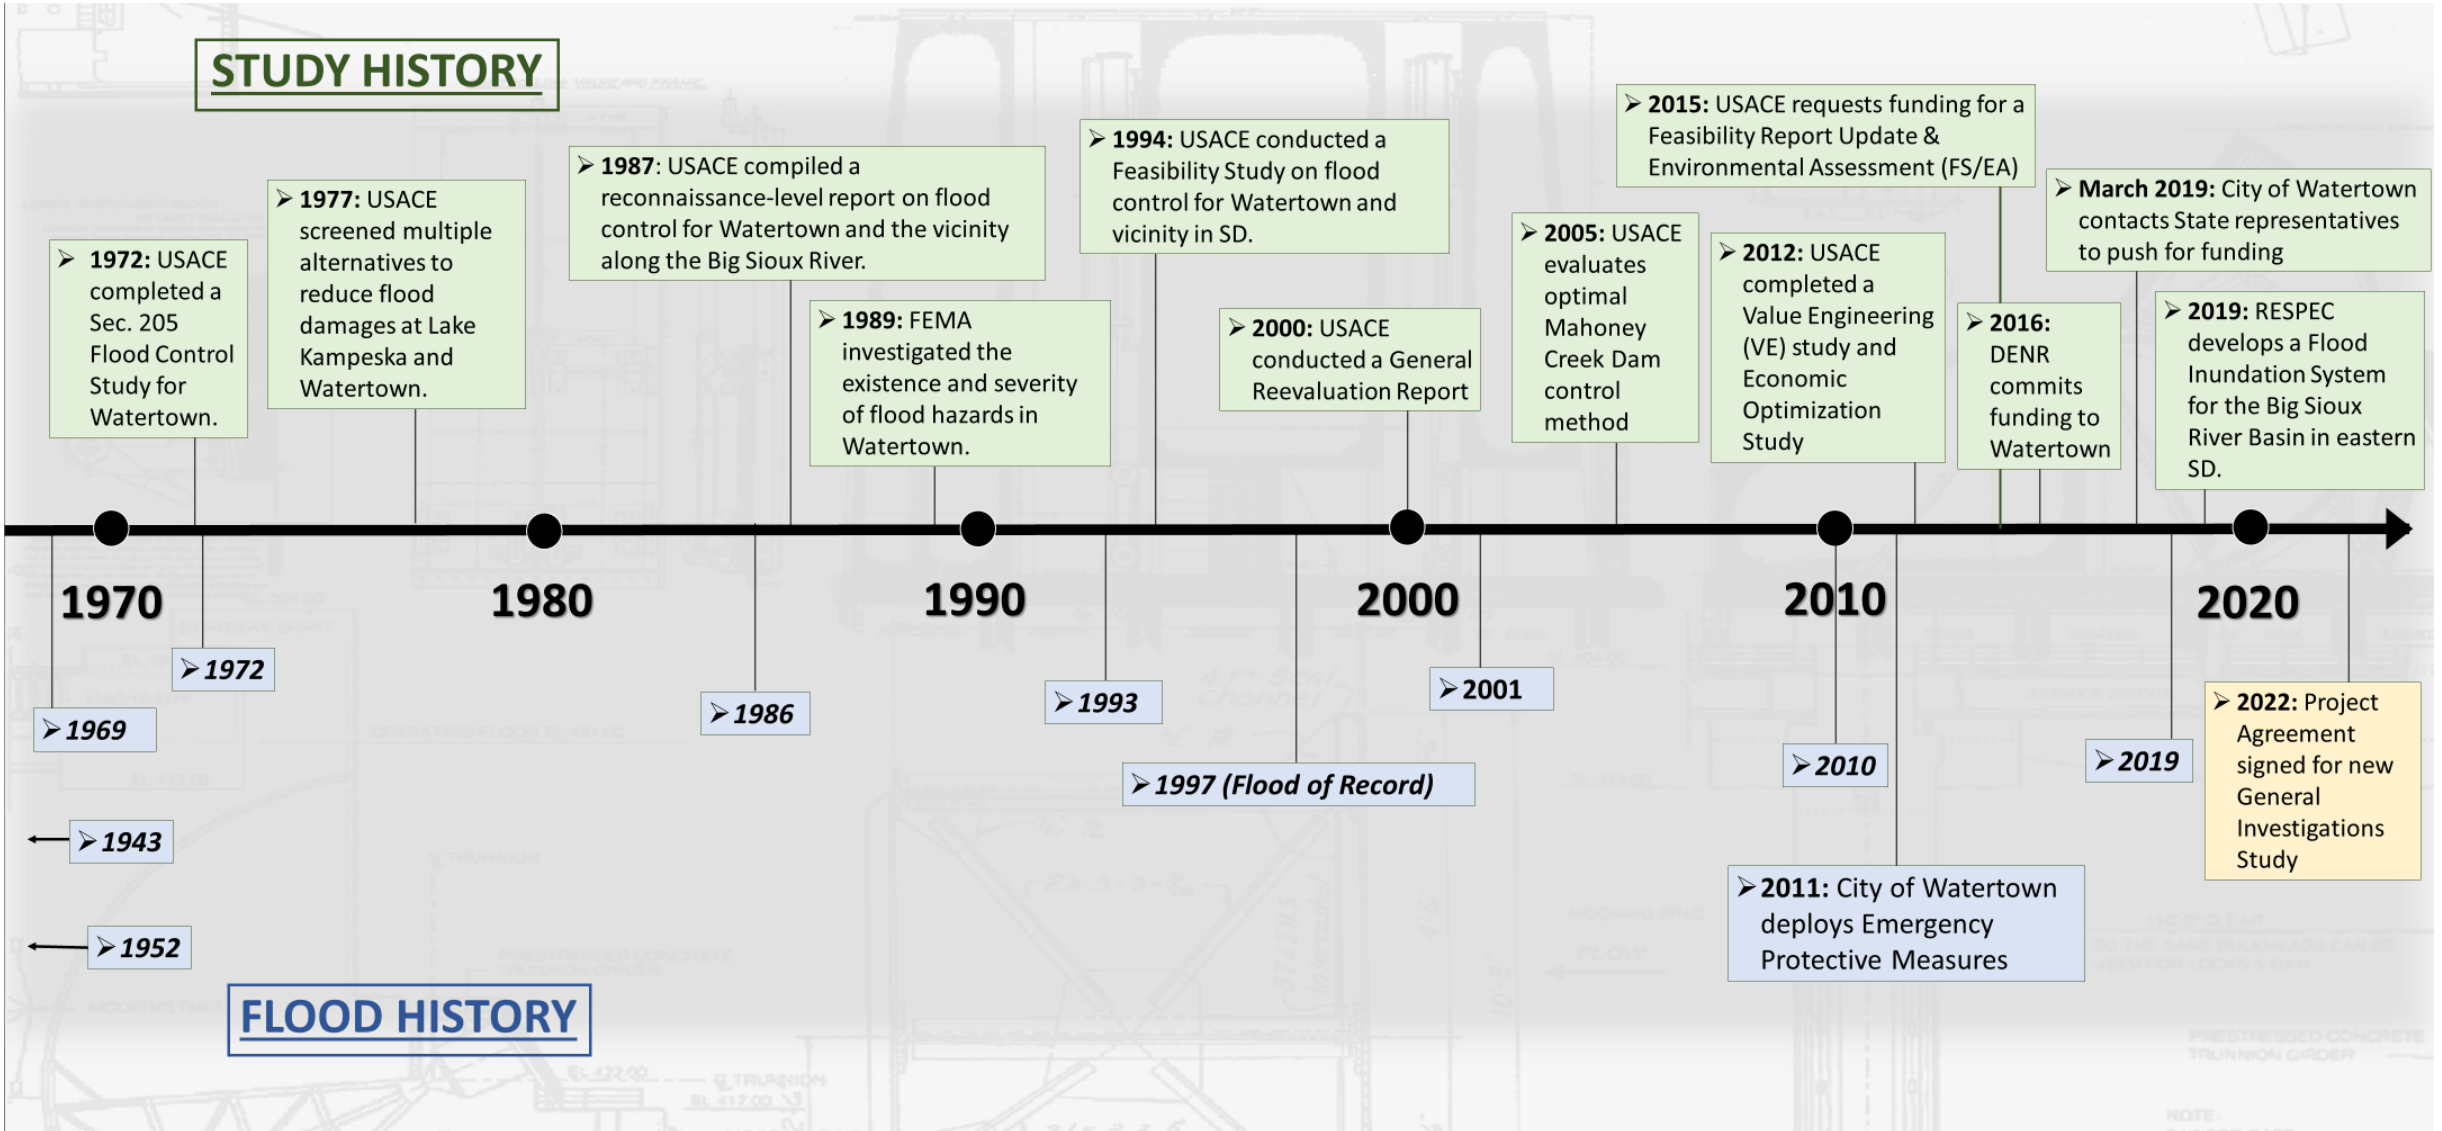 STUDY HISTORY
➢ 1972: USACE
completed a
Sec. 205
Flood Control
Study for
Watertown.
➢ 1977: USACE
screened multiple
alternatives to
reduce flood
damages at Lake
Kampeska and
Watertown.
➢ 1987: USACE compiled a
reconnaissance-level report on flood
control for Watertown and the vicinity
along the Big Sioux River.
➢ 1989: FEMA
investigated the
existence and severity
of flood hazards in
Watertown.
➢ 1994: USACE conducted a
Feasibility Study on flood
control for Watertown and
vicinity in SD.
➢ 2000: USACE
conducted a General
Reevaluation Report
➢ 2005: USACE
evaluates
optimal
Mahoney
Creek Dam
control
method
➢ 2012: USACE
completed a
Value Engineering
(VE) study and
Economic
Optimization
Study
➢ 2015: USACE requests funding for a
Feasibility Report Update &
Environmental Assessment (FS/EA)
➢ 2016:
DENR
commits
funding to
Watertown
➢ March 2019: City of Watertown
contacts State representatives
to push for funding
➢ 2019: RESPEC
develops a Flood
Inundation System
for the Big Sioux
River Basin in eastern
SD.
1970
1980
1990
2000
2010
2020
➢ 1969
➢ 1972
➢ 1986
➢ 1993
➢ 1997 (Flood of Record)
➢ 2001
➢ 2010
➢ 2011: City of Watertown
deploys Emergency
Protective Measures
➢ 2019
➢ 2022: Project
Agreement
signed for new
General
Investigations
Study
➢ 1943
➢ 1952
FLOOD HISTORY